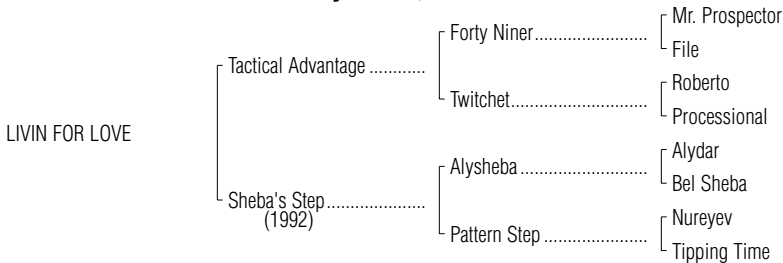 Mr. Prospector
Forty Niner.............................
File
Tactical Advantage ............
Roberto
Twitchet...................................
Processional
LIVIN FOR LOVE
Alydar
Alysheba.................................
Bel Sheba
Sheba's Step .....................
(1992)
Nureyev
Pattern Step ...........................
Tipping Time